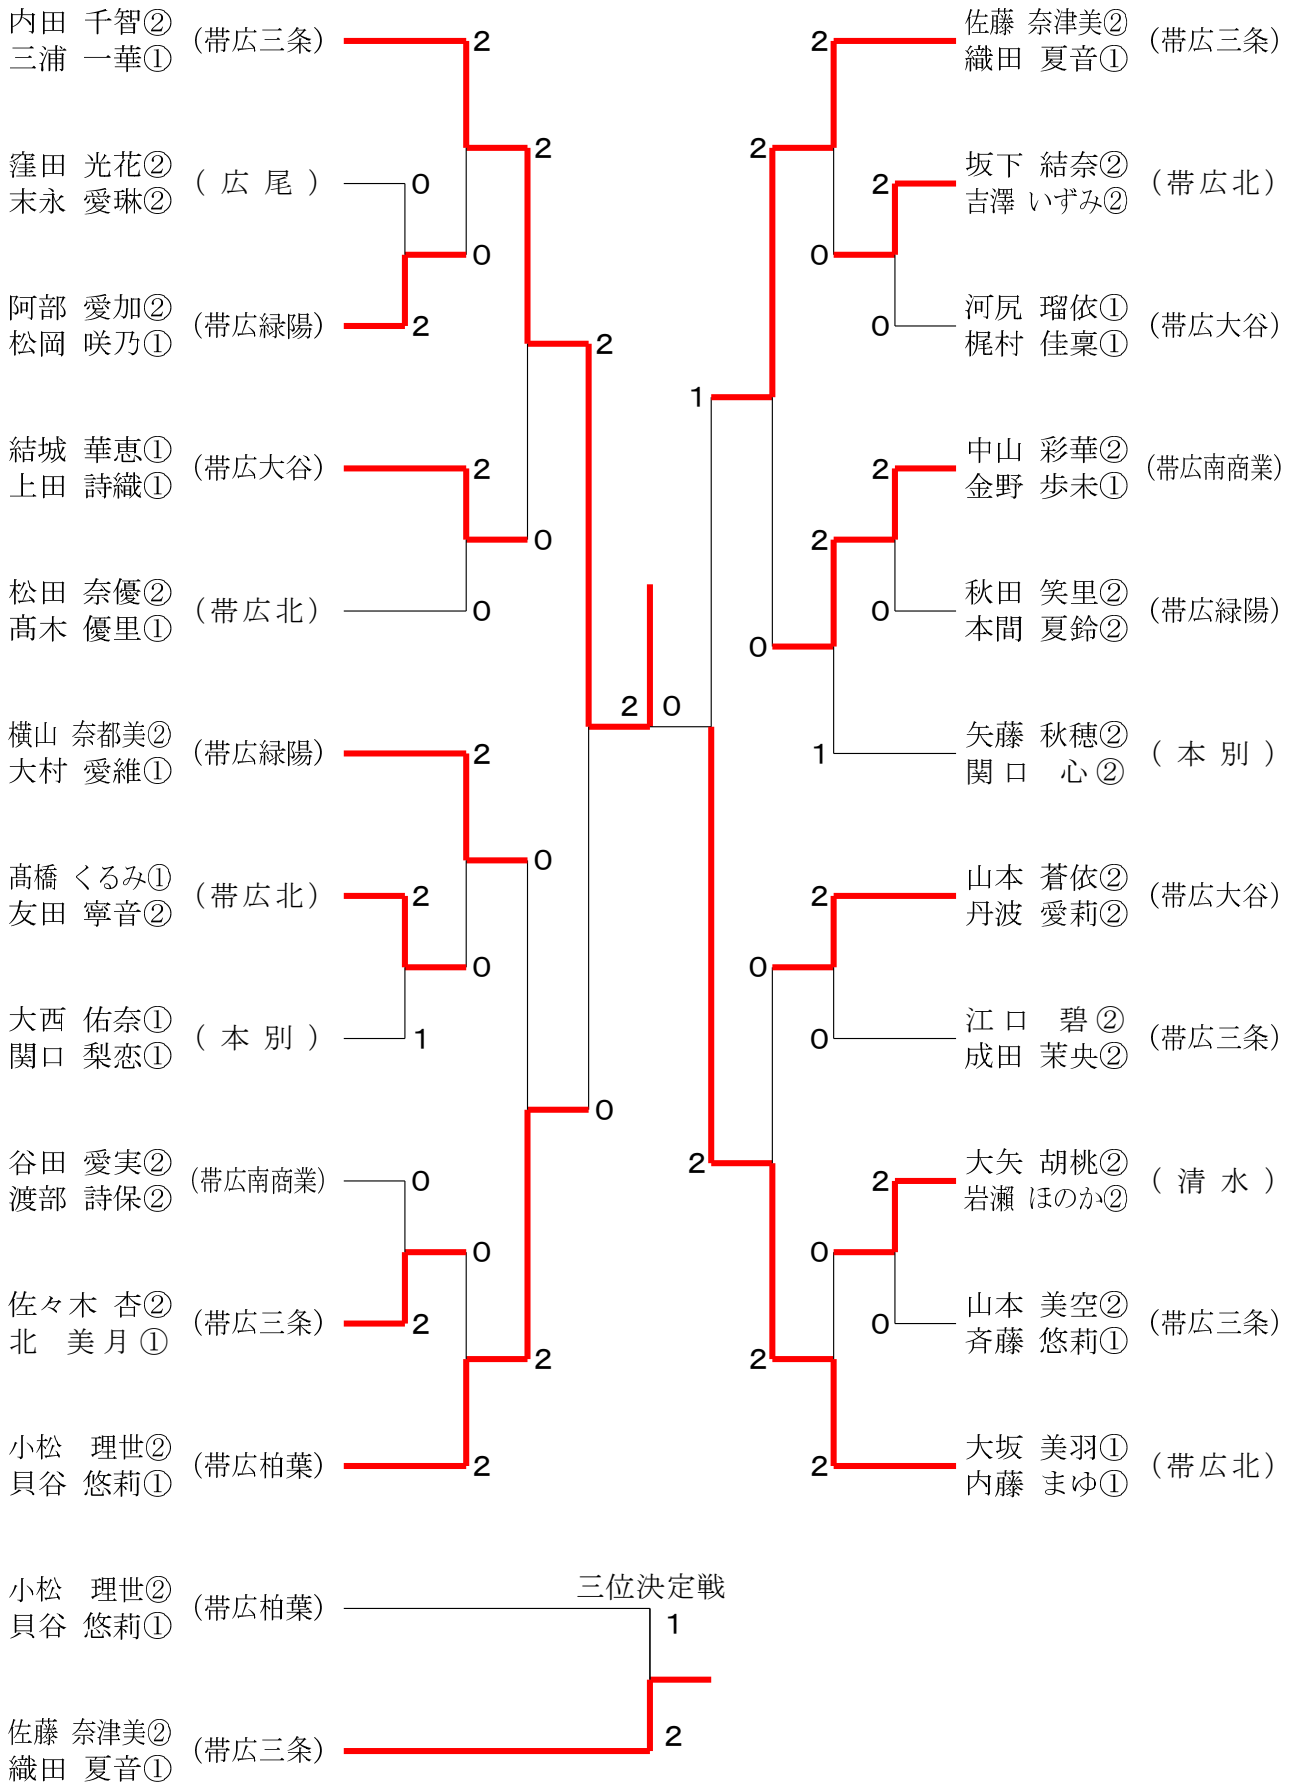 内田 千智②
三浦 一華①
(帯広三条)
2
窪田 光花②
末永 愛琳②
( 広 尾 )
0
阿部 愛加②
松岡 咲乃①
(帯広緑陽)
2
2
0
結城 華恵①
上田 詩織①
(帯広大谷)
2
松田 奈優②
髙木 優里①
(帯広北)
0
0
2
横山 奈都美②
大村 愛維①
(帯広緑陽)
2
髙橋 くるみ①
友田 寧音②
(帯広北)
2
大西 佑奈①
関口 梨恋①
( 本 別 )
1
0
0
谷田 愛実②
渡部 詩保②
(帯広南商業)
0
佐々木 杏②
北 美月①
(帯広三条)
2
0
0
小松 理世②
貝谷 悠莉①
(帯広柏葉)
2
2
2 0
佐藤 奈津美②
織田 夏音①
(帯広三条)
2
2
坂下 結奈②
吉澤 いずみ②
(帯広北)
2
0
河尻 瑠依①
梶村 佳稟①
(帯広大谷)
0
1
中山 彩華②
金野 歩未①
(帯広南商業)
2
2
秋田 笑里②
本間 夏鈴②
(帯広緑陽)
0
0
矢藤 秋穂②
関口 心②
( 本 別 )
1
山本 蒼依②
丹波 愛莉②
(帯広大谷)
2
0
江口 碧②
成田 茉央②
(帯広三条)
0
2
大矢 胡桃②
岩瀬 ほのか②
( 清 水 )
2
0
山本 美空②
斉藤 悠莉①
(帯広三条)
0
2
大坂 美羽①
内藤 まゆ①
(帯広北)
2
三位決定戦
小松 理世②
貝谷 悠莉①
(帯広柏葉)
1
佐藤 奈津美②
織田 夏音①
(帯広三条)
2